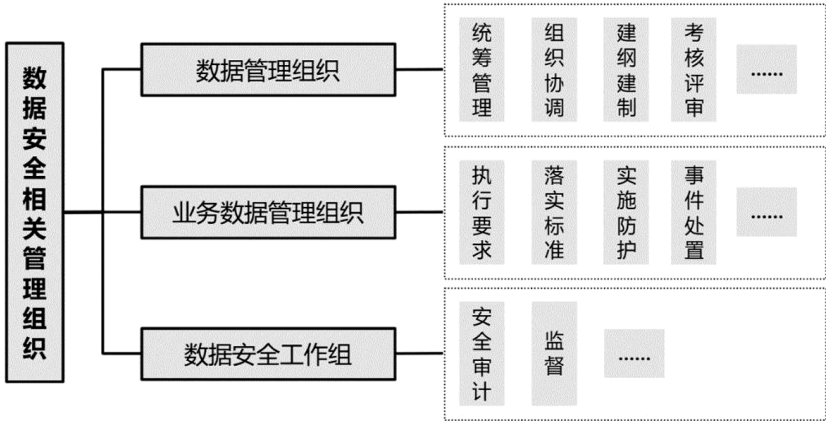 数据安全相关管理组织
数据管理组织
统筹管理
组织协调
建纲建制
考核评审
......
业务数据管理组织
执行要求
落实标准
实施防护
事件处置
......
数据安全工作组
安全审计
监督
......